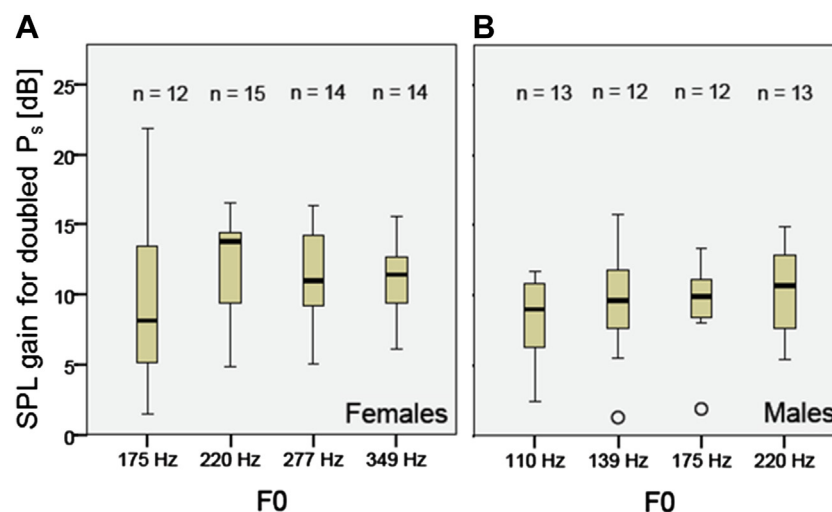 A
B
SPL gain for doubled Ps [dB]
25
20
15
10
5
0
n = 12 n = 15 n = 14 n = 14
Females
175 Hz 220 Hz 277 Hz 349 Hz
F0
n = 13 n = 12 n = 12 n = 13
Males
110 Hz 139 Hz 175 Hz 220 Hz
F0